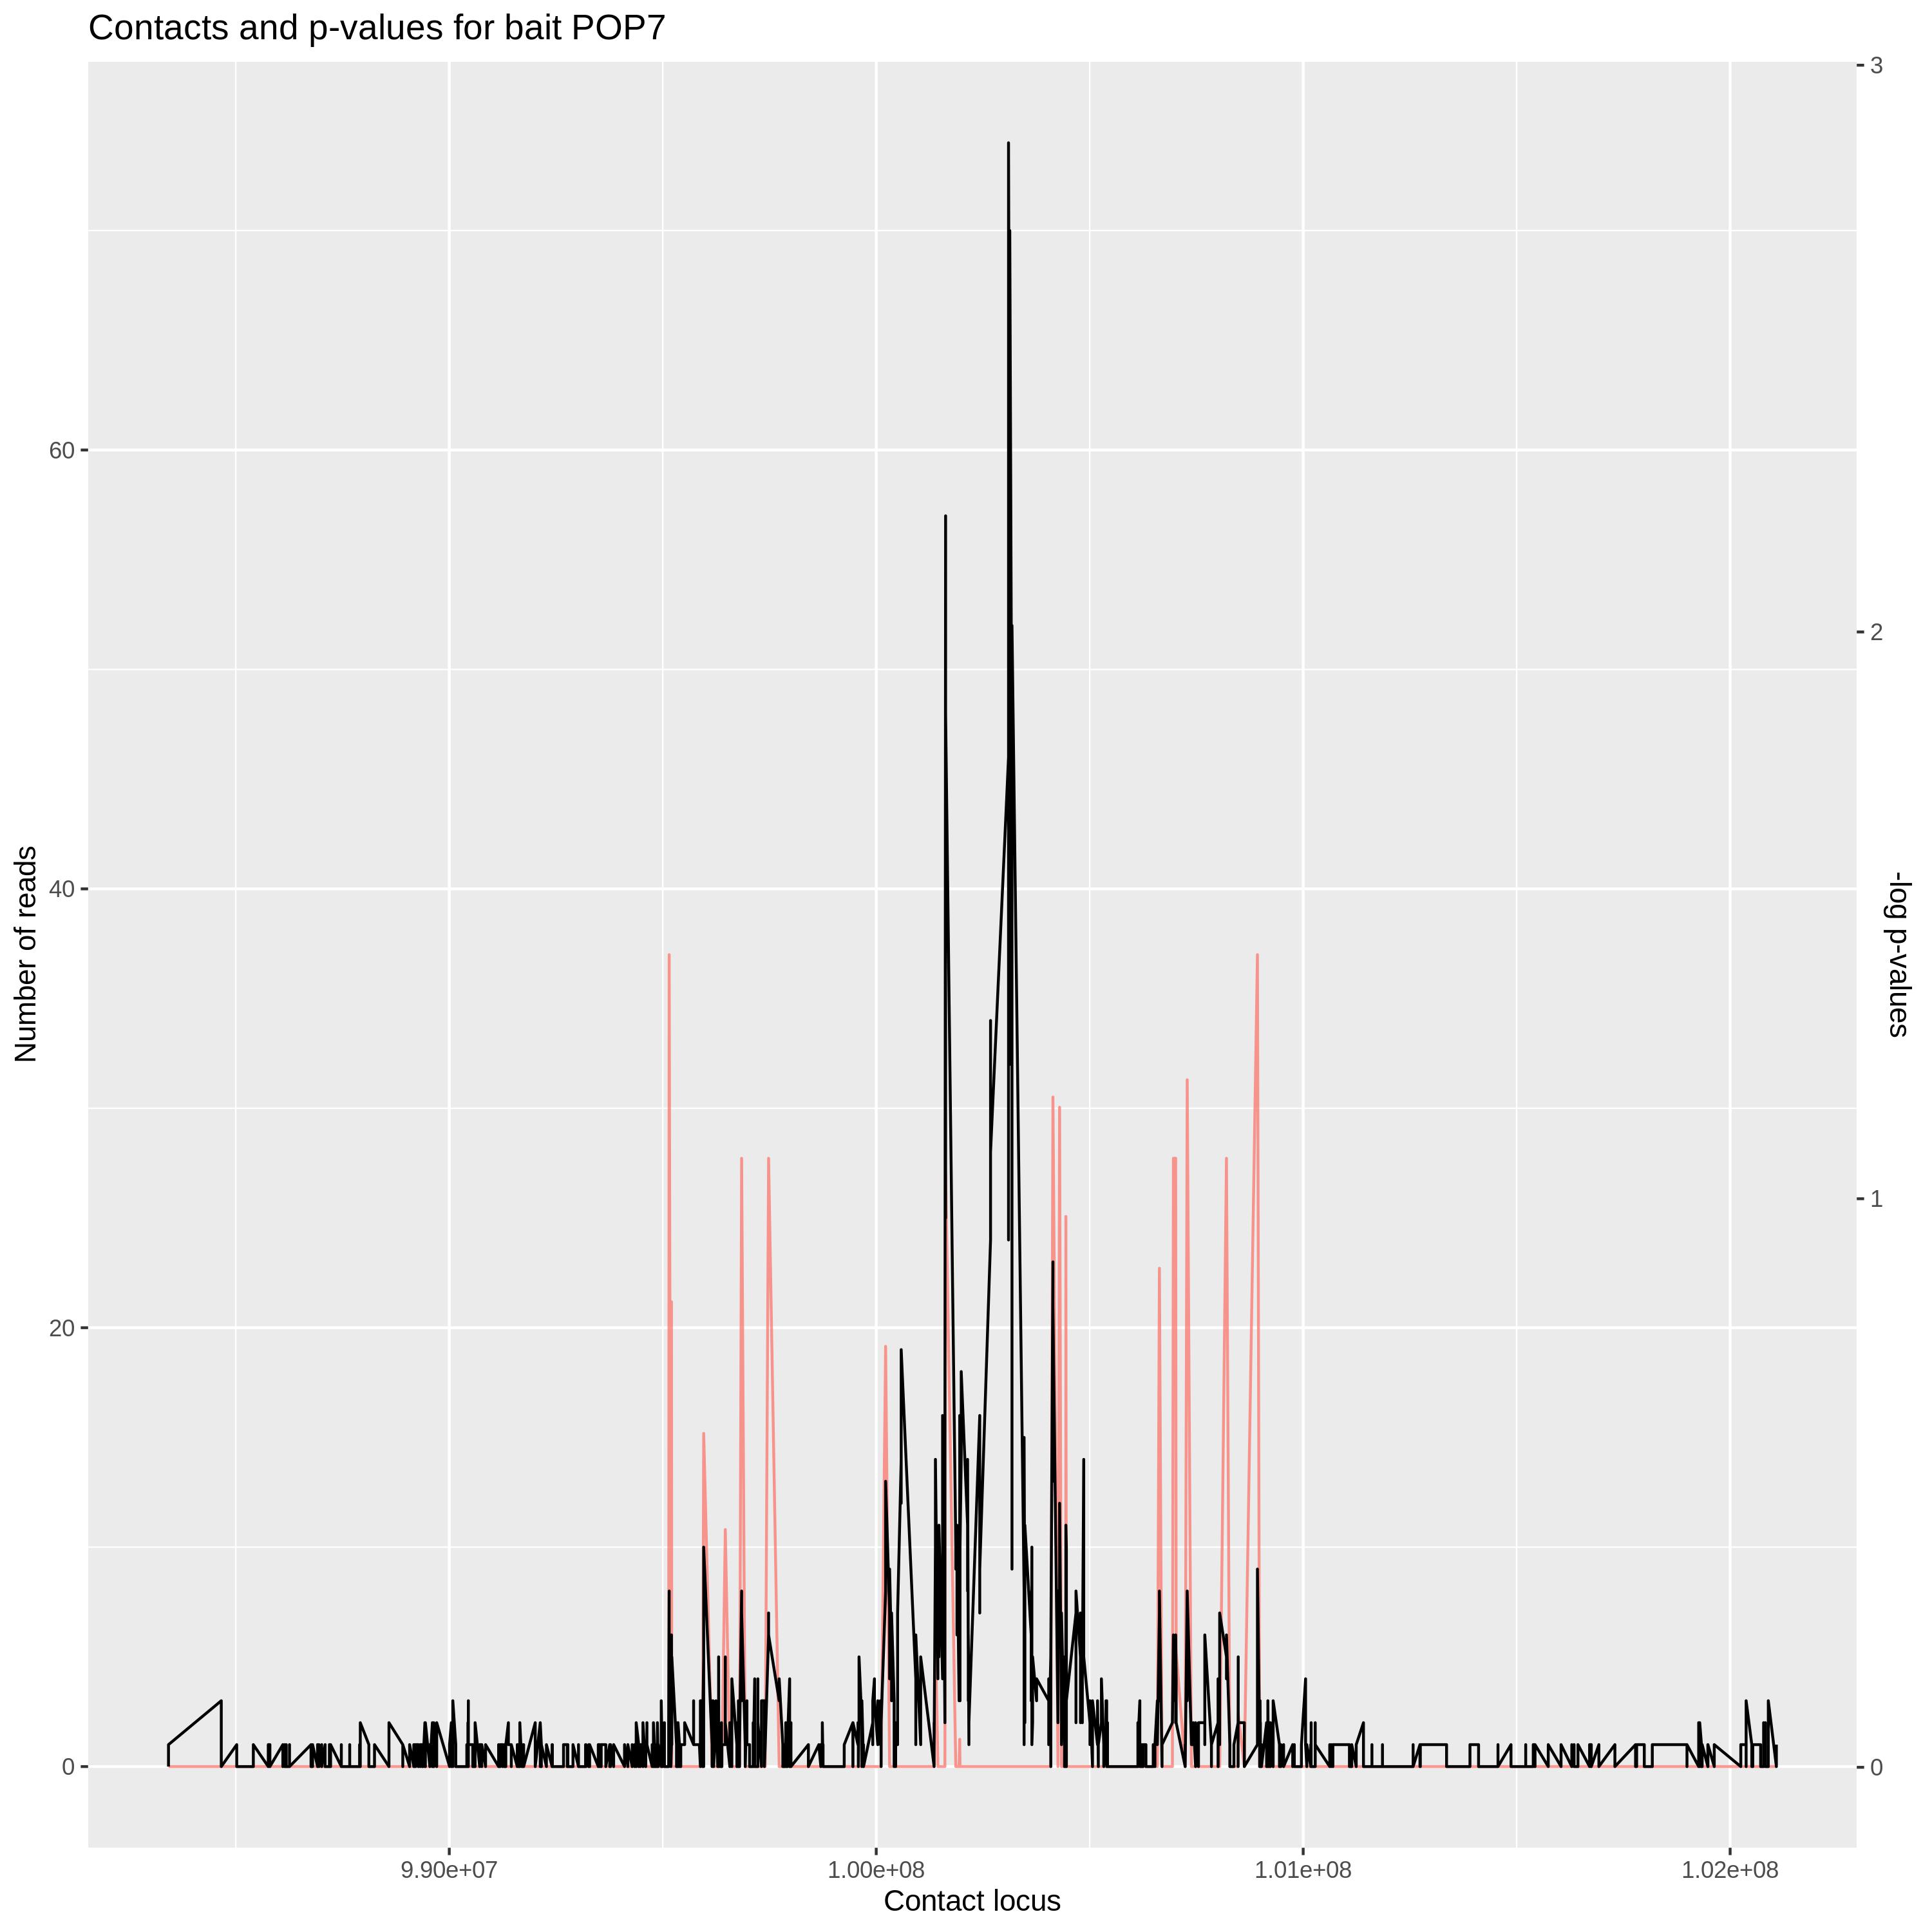 Contacts and p-values for bait POP7
3
60
2
40
Number of reads
-log p-values
1
20
0
0
9.90e+07
1.00e+08
1.01e+08
1.02e+08
Contact locus